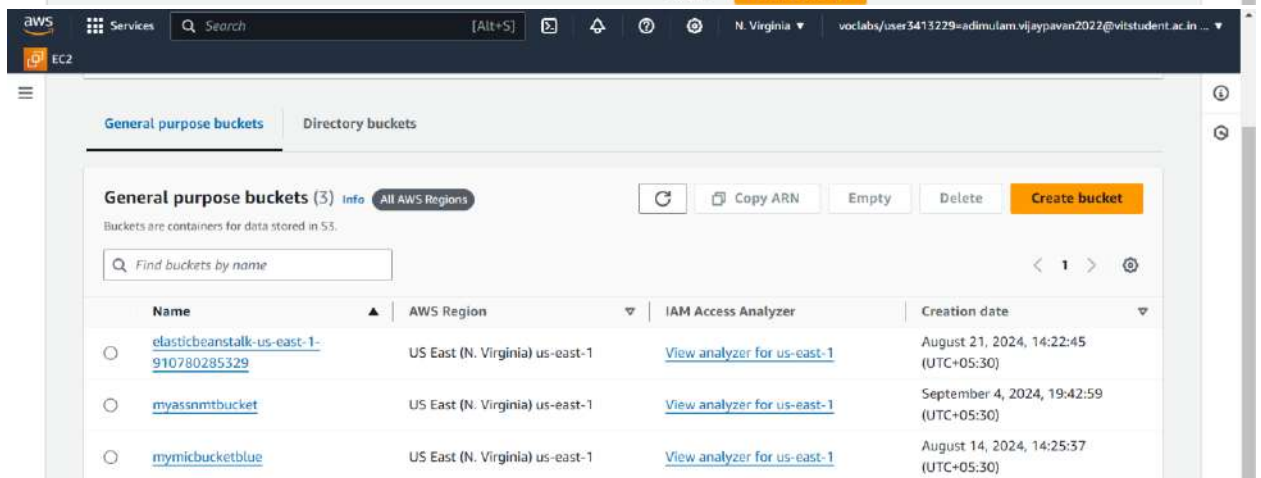 aws Services Search [Alt+S] N. Virginia ▼ voclabs/user3413229=adimulam.vijaypavan2022@vitstudent.ac.in ... ▼
EC2
General purpose buckets Directory buckets
General purpose buckets (3) Info All AWS Regions Copy ARN Empty Delete Create bucket
Buckets are containers for data stored in S3.
Find buckets by name < 1 >
Name ▲ AWS Region ▽ IAM Access Analyzer Creation date ▽
elasticbeanstalk-us-east-1-
910780285329
US East (N. Virginia) us-east-1 View analyzer for us-east-1
August 21, 2024, 14:22:45
(UTC+05:30)
myassnmtbucket US East (N. Virginia) us-east-1 View analyzer for us-east-1
September 4, 2024, 19:42:59
(UTC+05:30)
mymicbucketblue US East (N. Virginia) us-east-1 View analyzer for us-east-1
August 14, 2024, 14:25:37
(UTC+05:30)